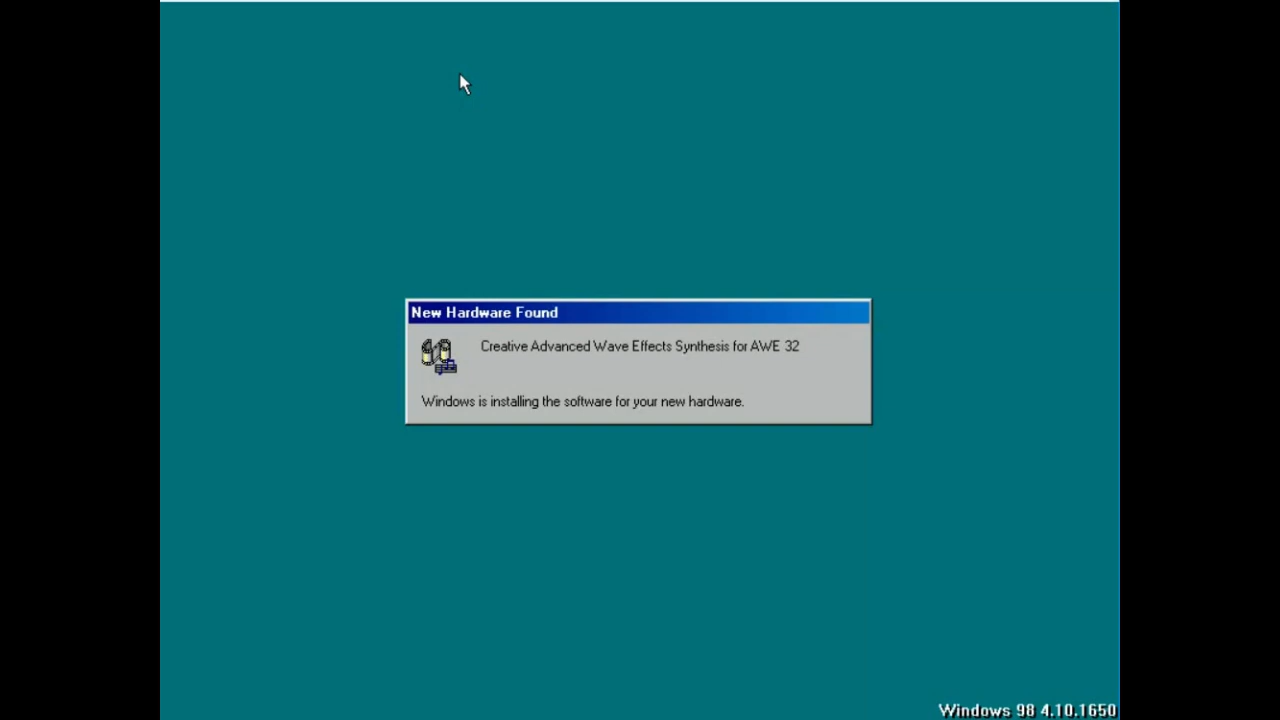 New Hardware Found
Creative Advanced Wave Effects Synthesis for AWE 32
Windows is installing the software for your new hardware.
Windows 98 4.10.1650